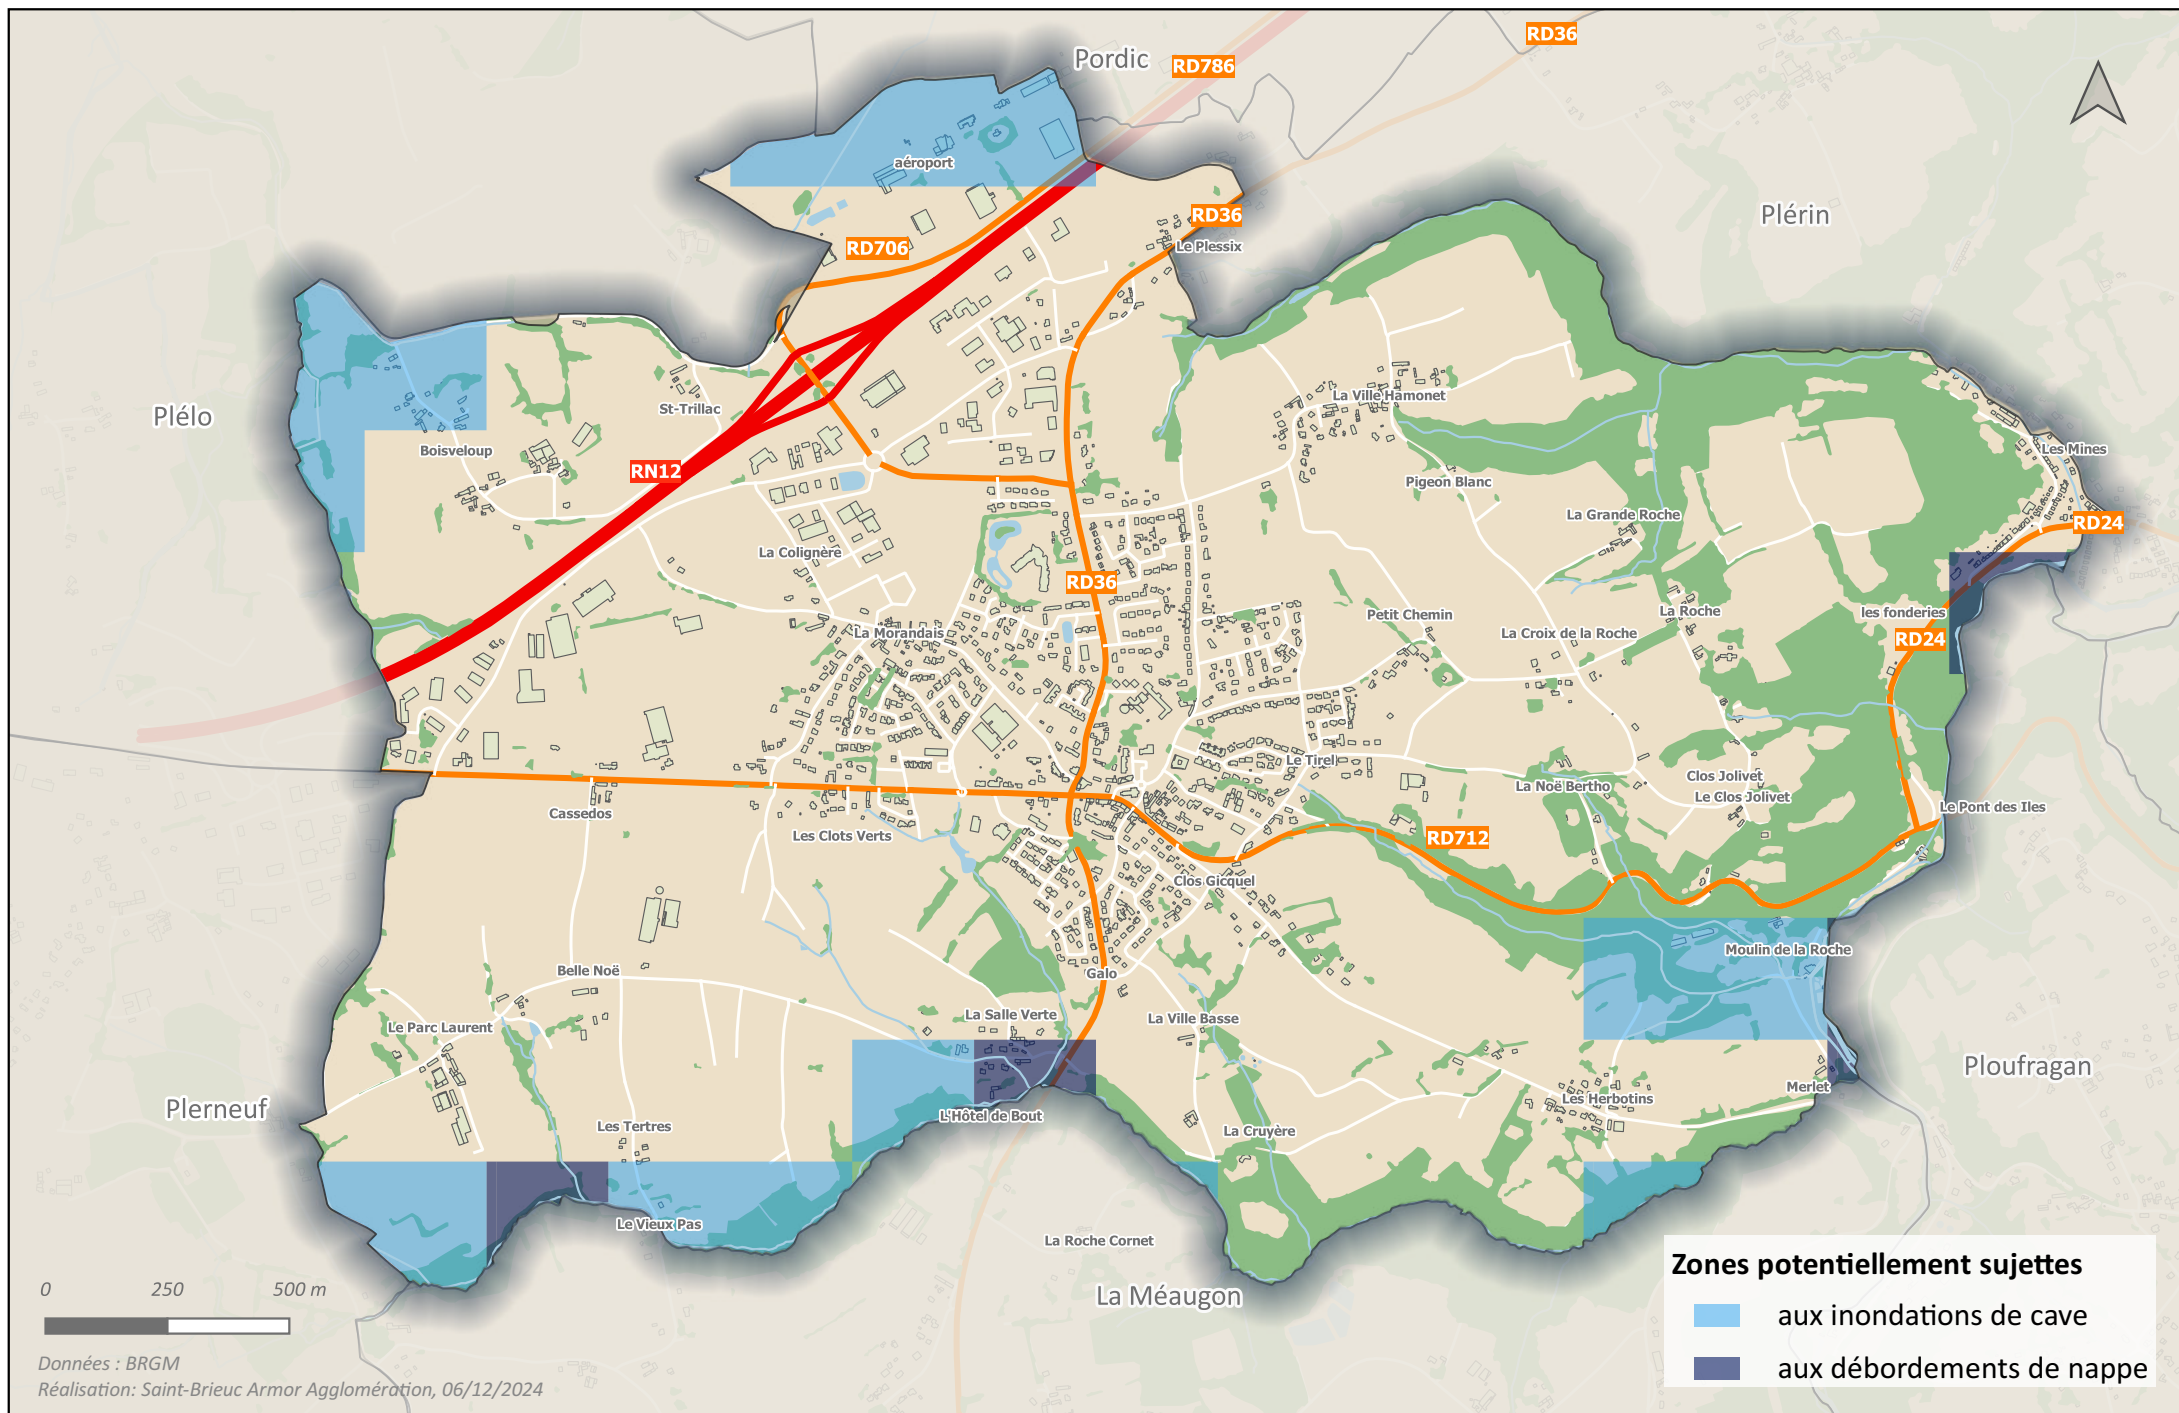 RD36
Pordic
RD786
aéroport
Plérin
RD36
Le Plessix
RD706
Plélo
St-Trillac
La Ville Hamonet
Boisveloup
Les Mines
RN12
Pigeon Blanc
La Grande Roche
RD24
La Colignère
RD36
Petit Chemin
La Roche
les fonderies
La Morandais
La Croix de la Roche
RD24
Le Tirel
Clos Jolivet
La Noë Bertho
Le Clos Jolivet
Le Pont des Iles
Cassedos
Les Clots Verts
RD712
Clos Gicquel
Moulin de la Roche
Belle Noë
Galo
La Salle Verte
La Ville Basse
Le Parc Laurent
Ploufragan
Merlet
Les Herbotins
Plerneuf
L'Hôtel de Bout
Les Tertres
La Cruyère
Le Vieux Pas
La Roche Cornet
La Méaugon
Zones potentiellement sujettes
aux inondations de cave
aux débordements de nappe
0 250 500 m
Données : BRGM
Réalisation: Saint-Brieuc Armor Agglomération, 06/12/2024